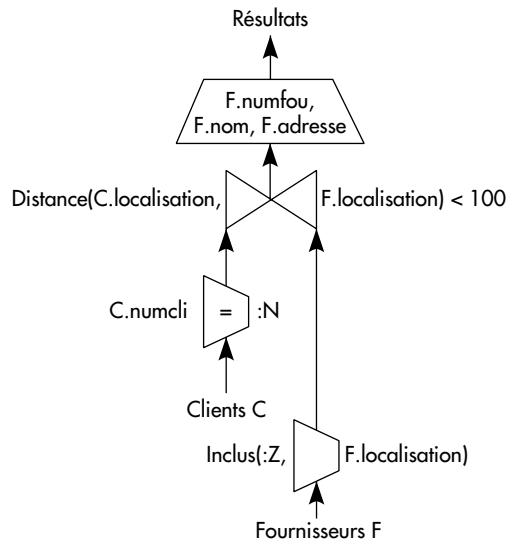 Résultats
F.numfou,
F.nom, F.adresse
Distance(C.localisation, F.localisation) < 100
C.numcli = :N
Clients C
Inclus(:Z, F.localisation)
Fournisseurs F